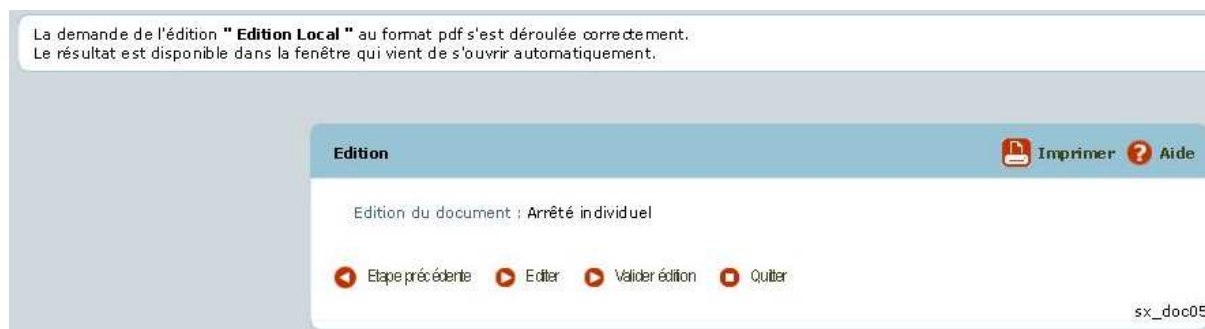 La demande de l'édition " Edition Local " au format pdf s'est déroulée correctement.
Le résultat est disponible dans la fenêtre qui vient de s'ouvrir automatiquement.
Edition Imprimer ? Aide
Edition du document : Arrêté individuel
Etape précédente Editer Valider édition Quitter
sx_doc05